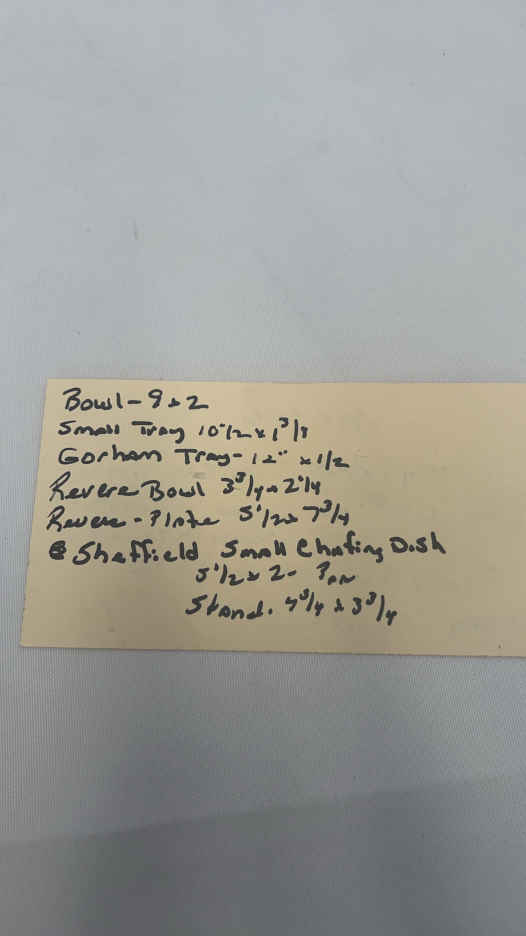 Bowl - 9 x 2
Small Tray 10 1/2 x 1 3/8
Gorham Tray - 12" x 1/2
Revere Bowl 3 3/4 x 2 1/4
Revere - Plate 5 1/2 x 7 3/4
Sheffield Small Chafing Dish
5 1/2 x 2 - Pan
Stand. 3/4 x 3 3/4